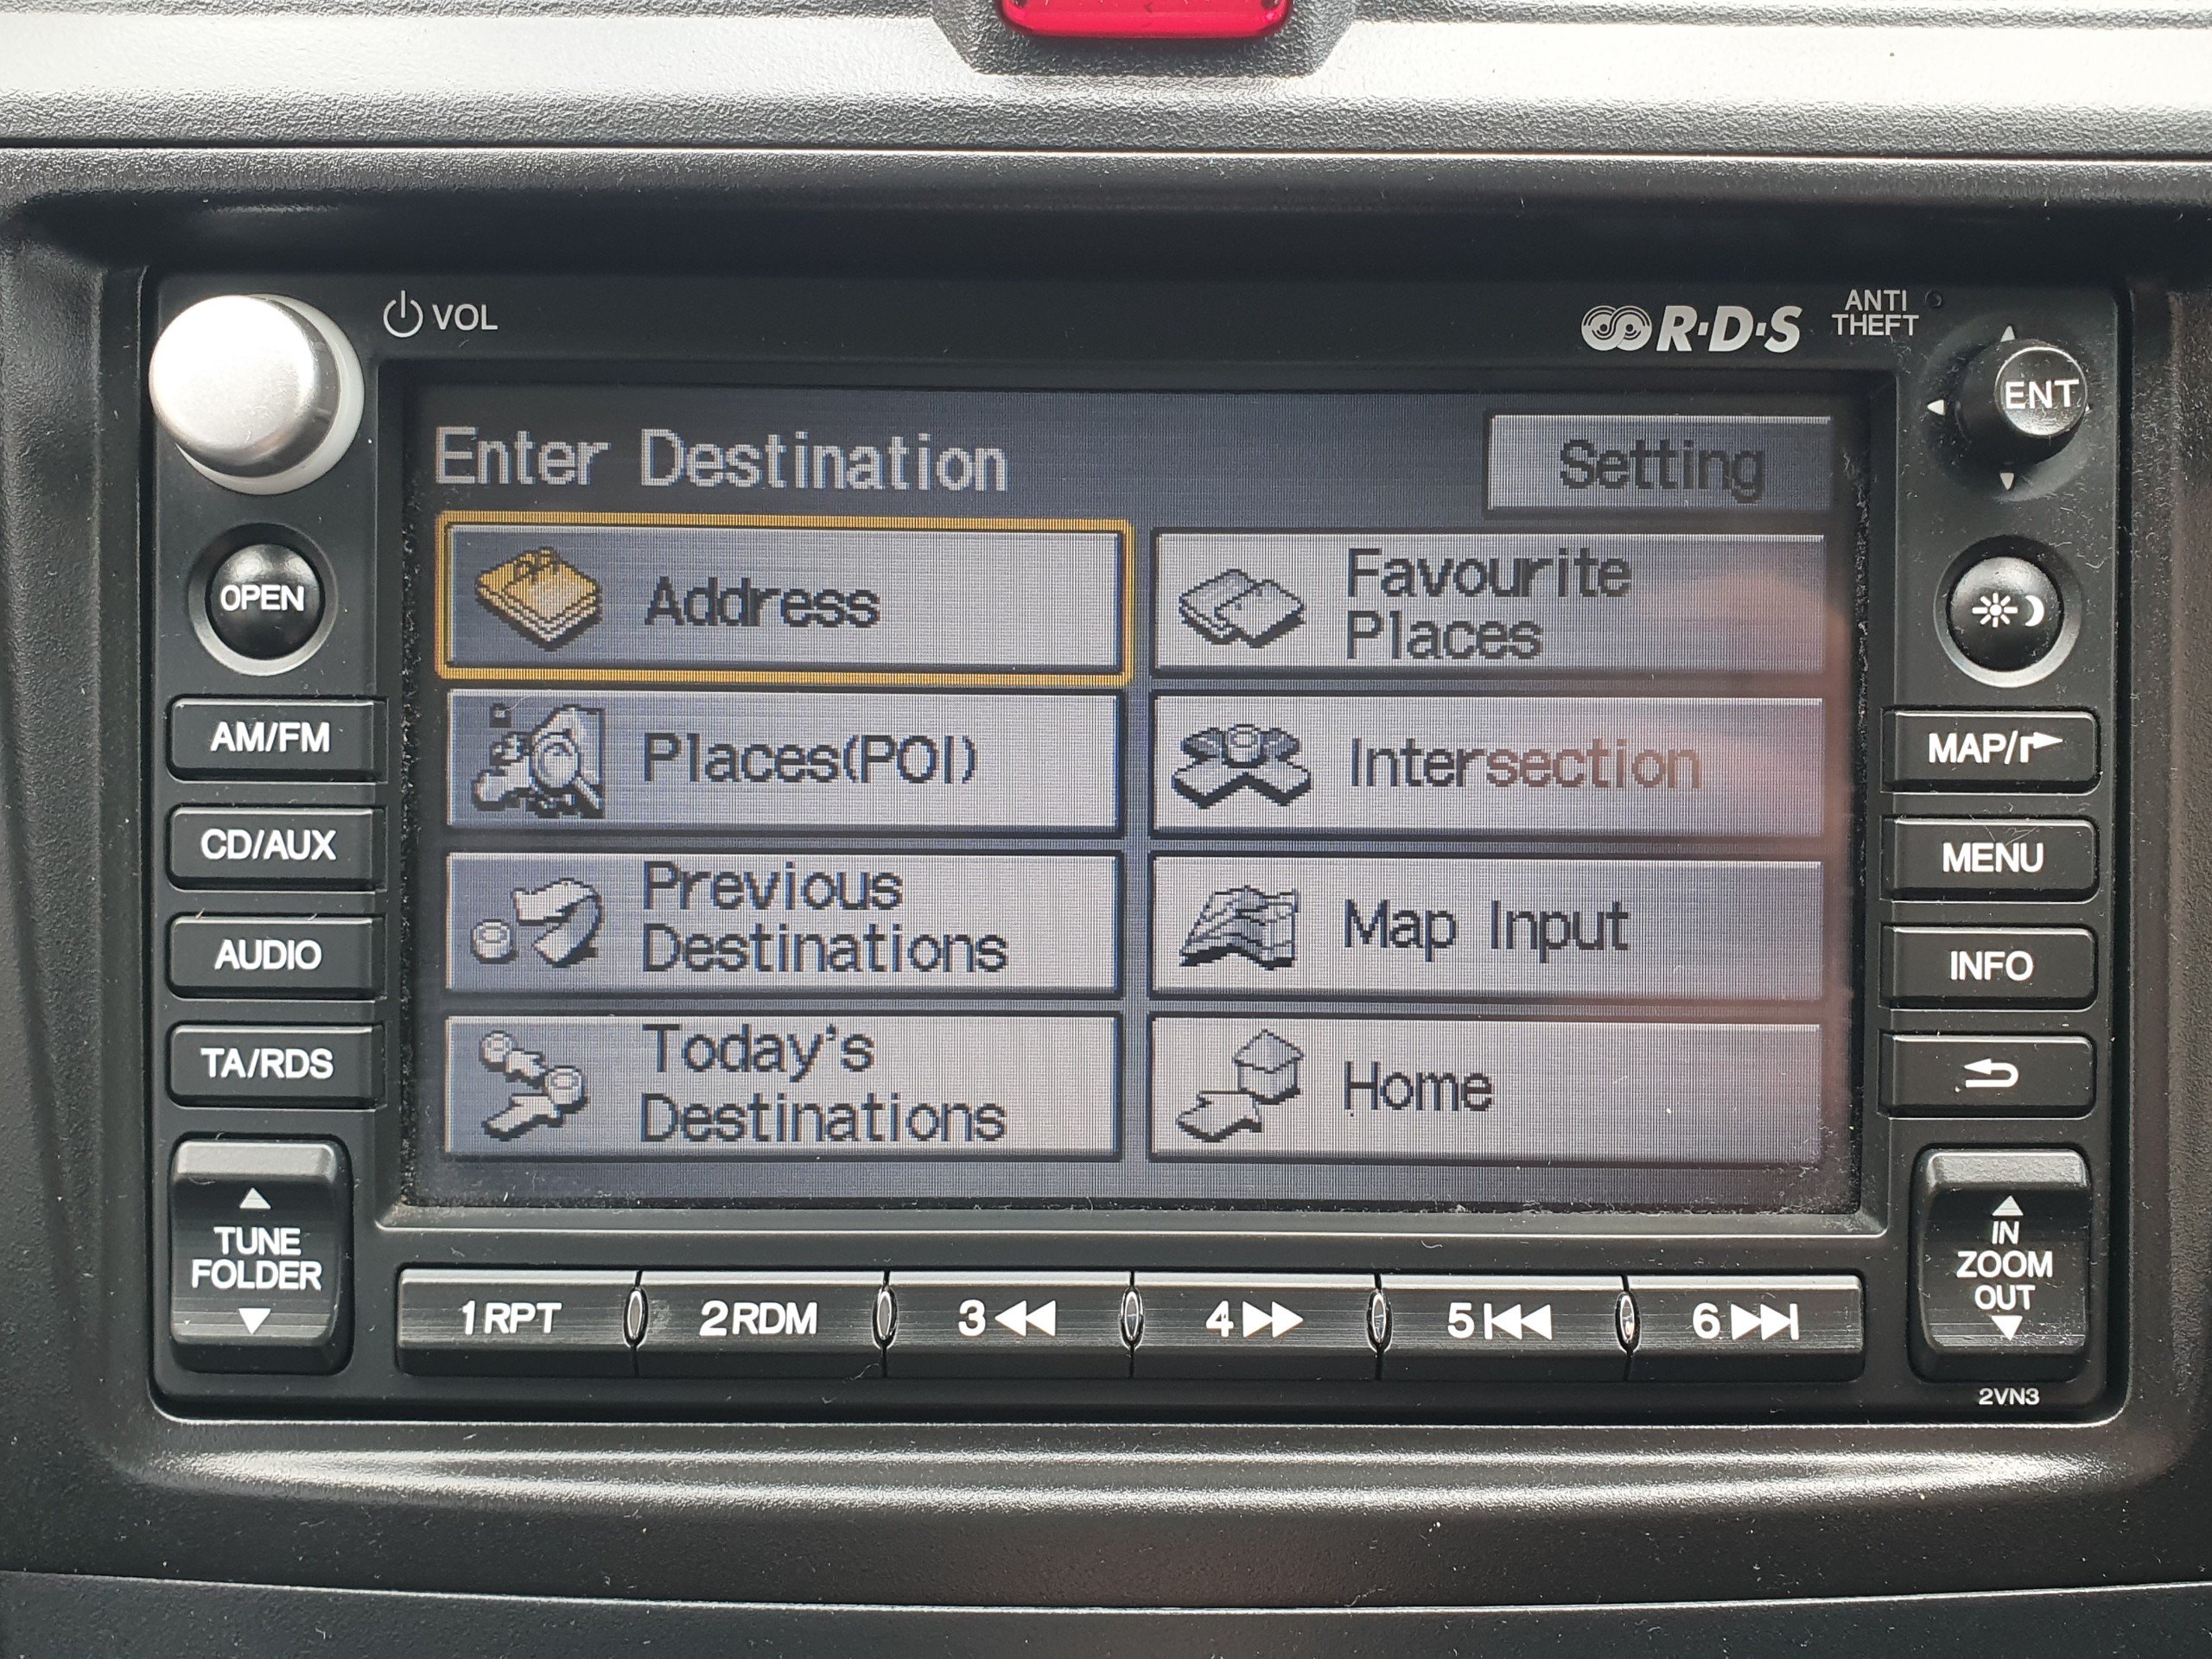 VOL
R·D·S
ANTI
THEFT
ENT
Enter Destination
Setting
OPEN
Address
Favourite
Places
AM/FM
Places(POI)
Intersection
MAP/
CD/AUX
Previous
Destinations
Map Input
MENU
AUDIO
INFO
TA/RDS
Today's
Destinations
Home
TUNE
FOLDER
IN
ZOOM
OUT
1RPT
2RDM
3
4
5
6
2VN3